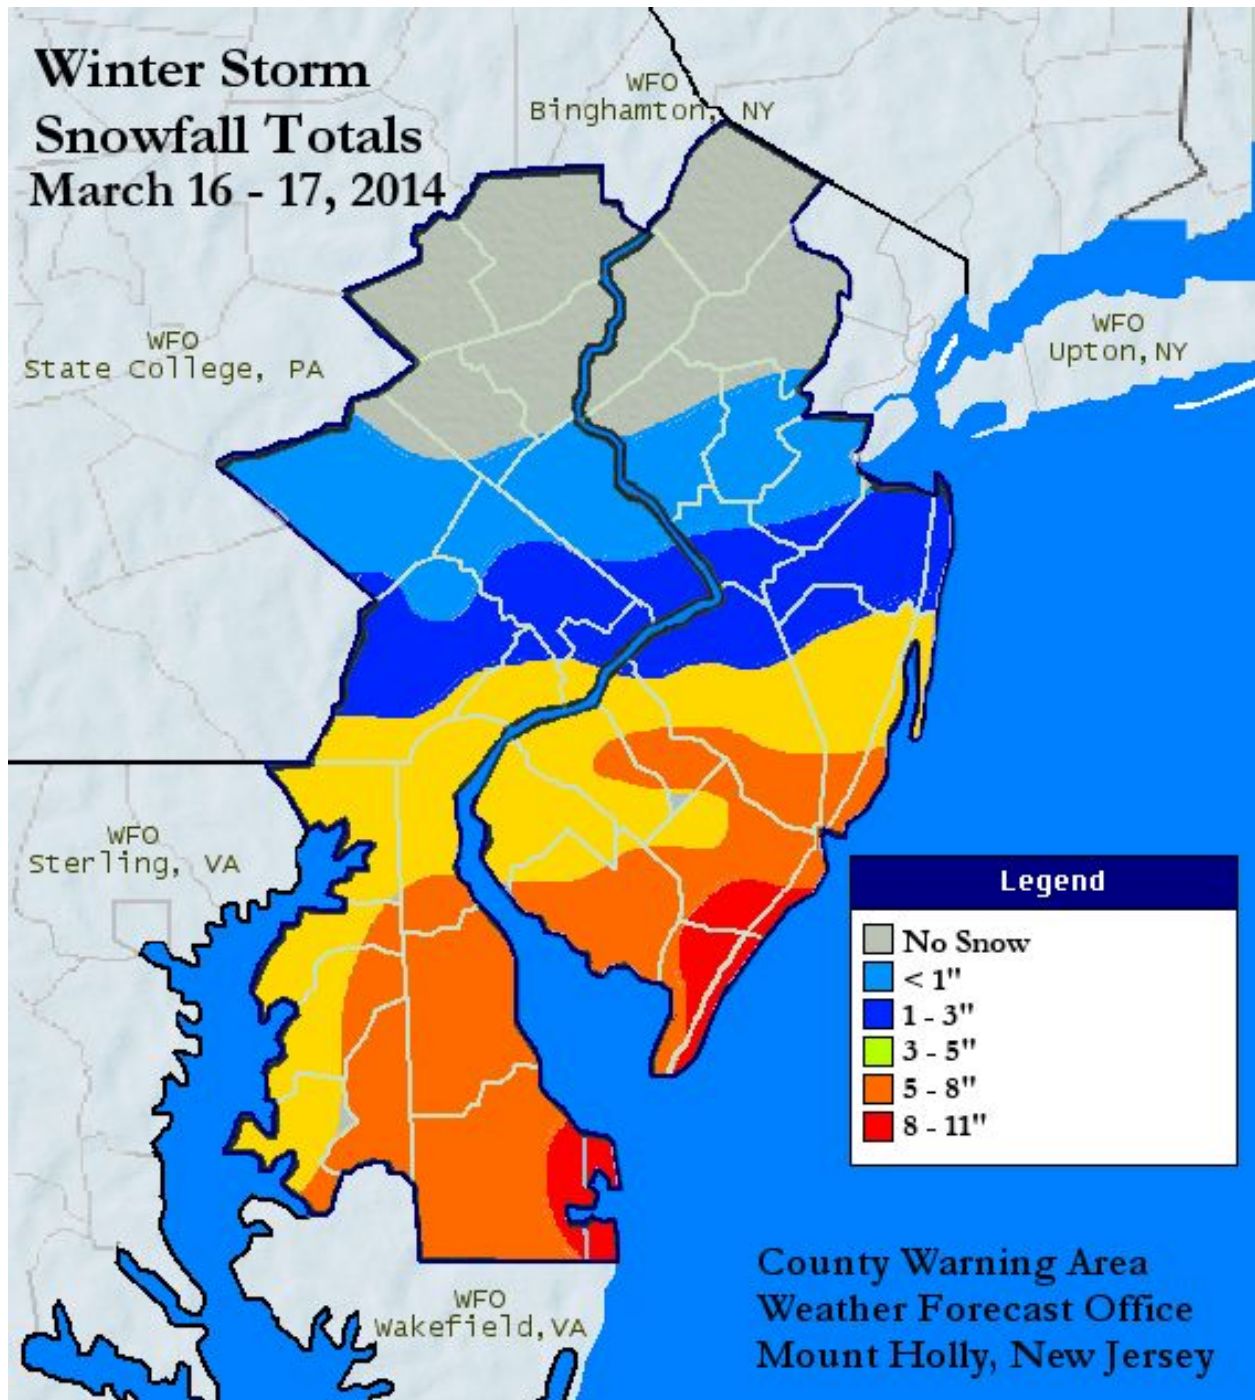 Winter Storm
Snowfall Totals
March 16 - 17, 2014
WFO
Binghamton, NY
WFO
State College, PA
WFO
Upton, NY
WFO
Sterling, VA
Legend
No Snow
< 1"
1 - 3"
3 - 5"
5 - 8"
8 - 11"
WFO
Wakefield, VA
County Warning Area
Weather Forecast Office
Mount Holly, New Jersey